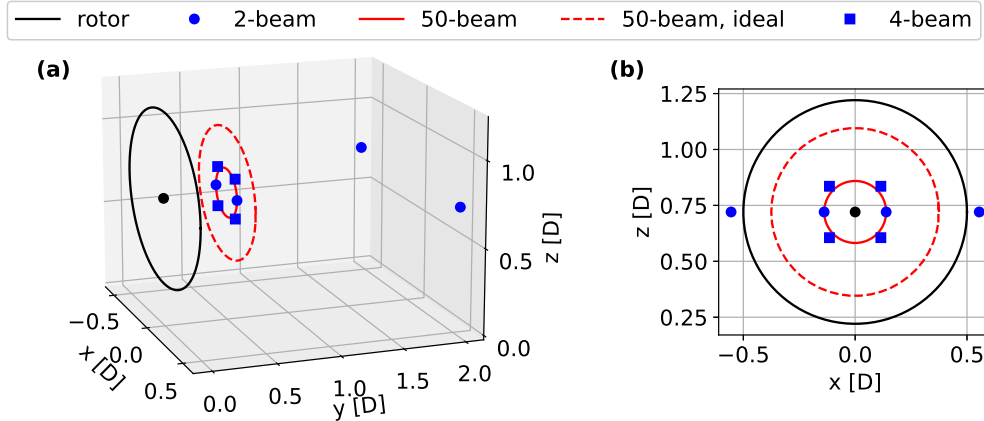 rotor 2-beam 50-beam 50-beam, ideal 4-beam
(a)
−0.5 0.0 0.5
x [D]
0.0 0.5 1.0 1.5 2.0
y [D]
0.0 0.5 1.0
z [D]
(b)
1.25
1.00
0.75
0.50
0.25
z [D]
−0.5 0.0 0.5
x [D]